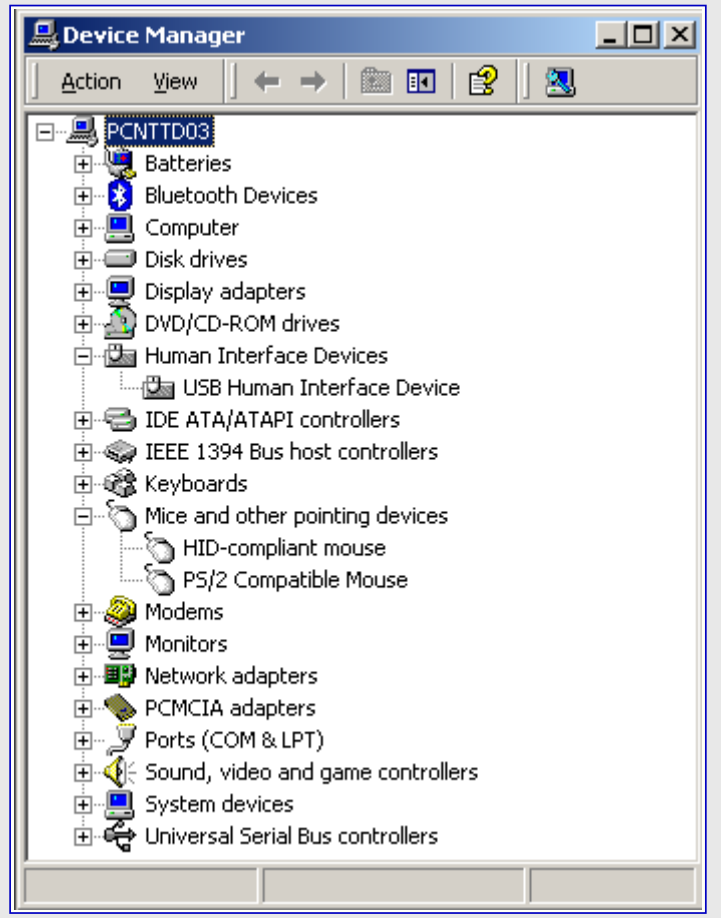 Device Manager
Action View
PCNTTD03
Batteries
Bluetooth Devices
Computer
Disk drives
Display adapters
DVD/CD-ROM drives
Human Interface Devices
USB Human Interface Device
IDE ATA/ATAPI controllers
IEEE 1394 Bus host controllers
Keyboards
Mice and other pointing devices
HID-compliant mouse
PS/2 Compatible Mouse
Modems
Monitors
Network adapters
PCMCIA adapters
Ports (COM & LPT)
Sound, video and game controllers
System devices
Universal Serial Bus controllers